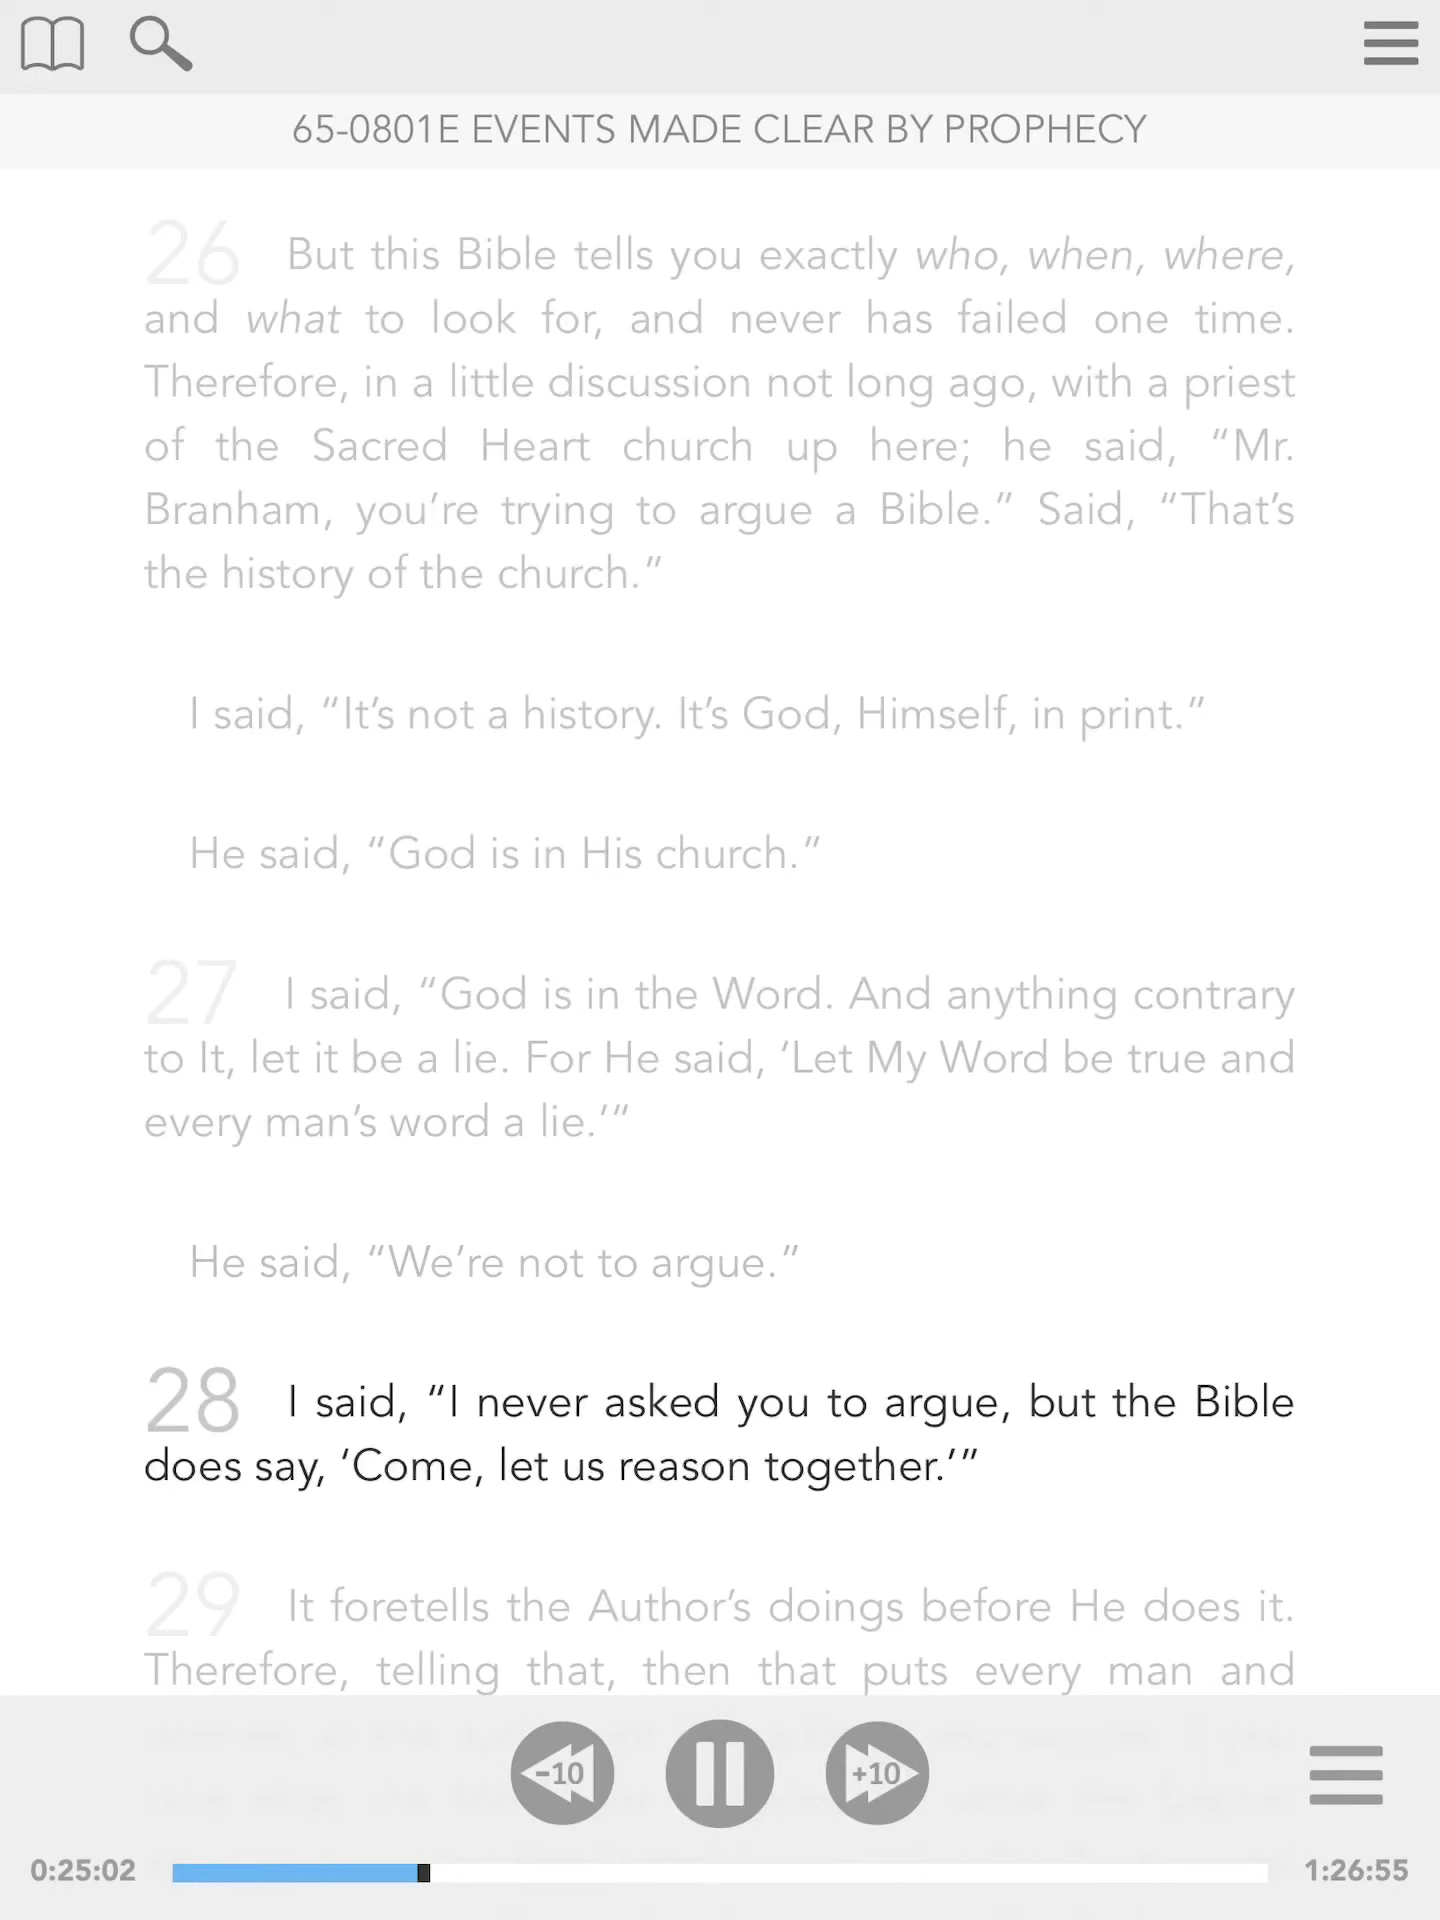 65-0801E EVENTS MADE CLEAR BY PROPHECY
26 But this Bible tells you exactly who, when, where,
and what to look for, and never has failed one time.
Therefore, in a little discussion not long ago, with a priest
of the Sacred Heart church up here; he said, “Mr.
Branham, you’re trying to argue a Bible.” Said, “That’s
the history of the church.”
I said, “It’s not a history. It’s God, Himself, in print.”
He said, “God is in His church.”
27 I said, “God is in the Word. And anything contrary
to It, let it be a lie. For He said, ‘Let My Word be true and
every man’s word a lie.’”
He said, “We’re not to argue.”
28 I said, “I never asked you to argue, but the Bible
does say, ‘Come, let us reason together.’”
29 It foretells the Author’s doings before He does it.
Therefore, telling that, then that puts every man and
-10 +10
0:25:02 1:26:55